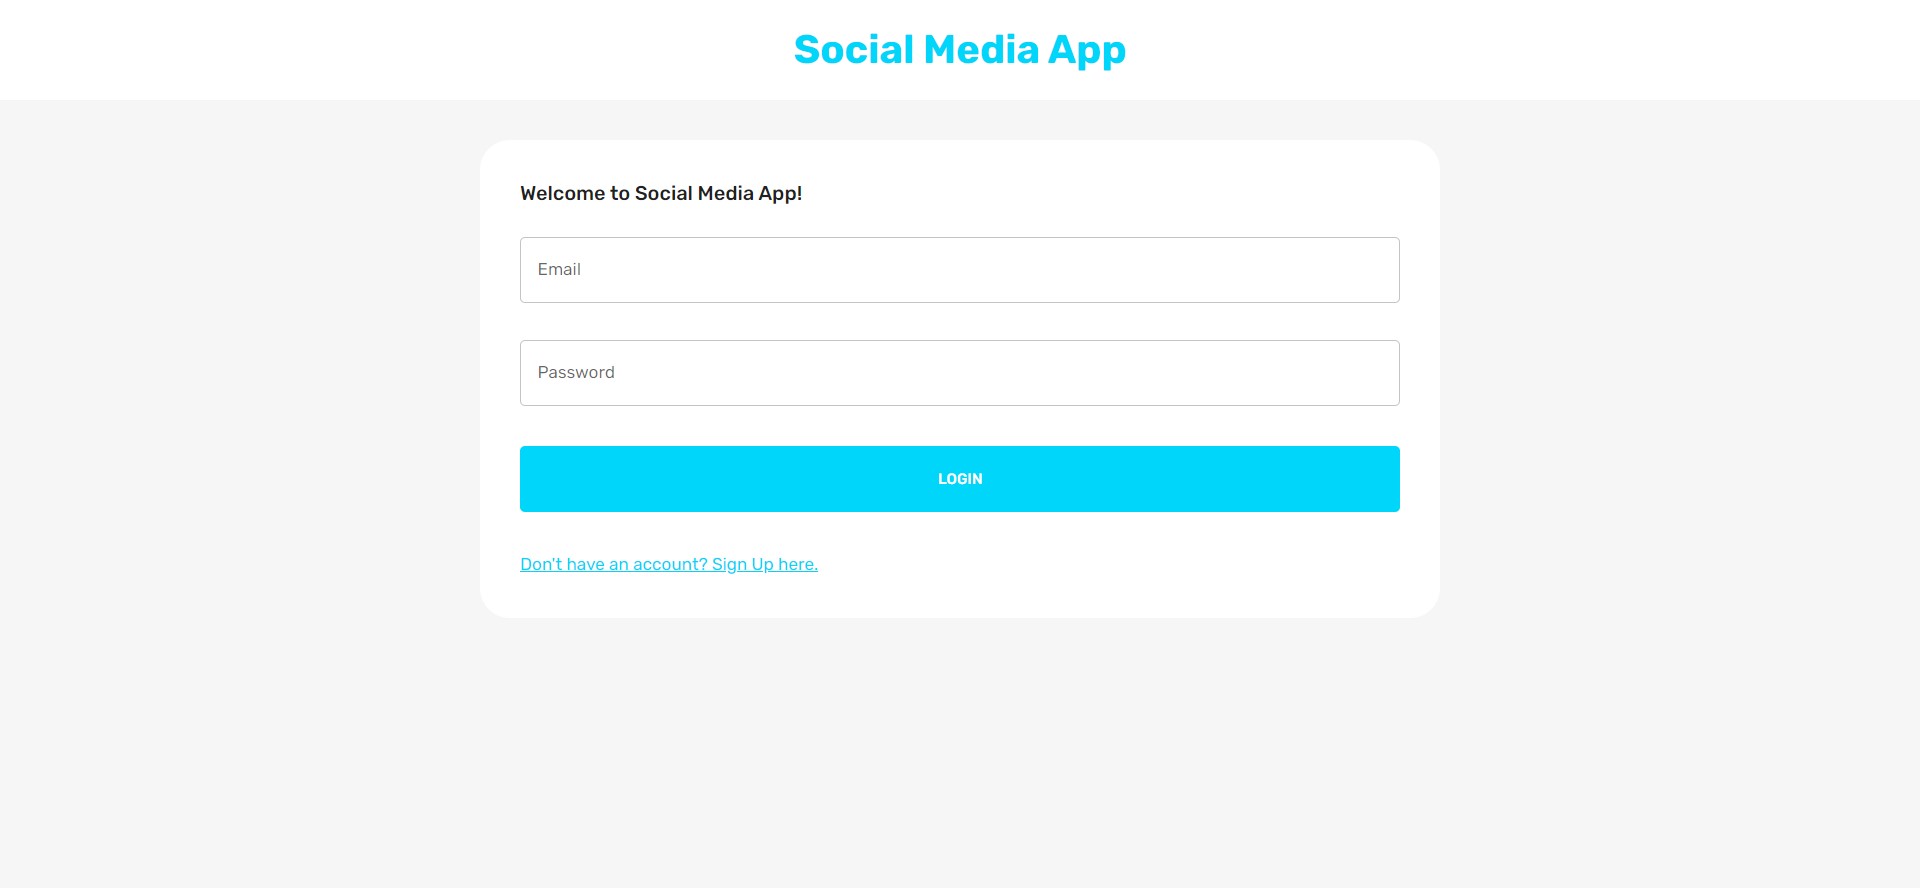 Social Media App
Welcome to Social Media App!
Email
Password
LOGIN
Don't have an account? Sign Up here.